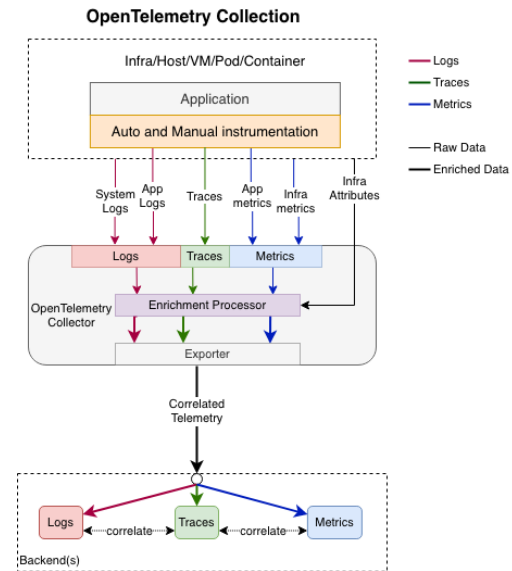 OpenTelemetry Collection
Infra/Host/VM/Pod/Container
Application
Auto and Manual instrumentation
Logs
Traces
Metrics
Raw Data
Enriched Data
System
Logs
App
Logs
Traces
App
metrics
Infra
metrics
Infra
Attributes
Logs
Traces
Metrics
OpenTelemetry
Collector
Enrichment Processor
Exporter
Correlated
Telemetry
Logs
correlate
Traces
correlate
Metrics
Backend(s)